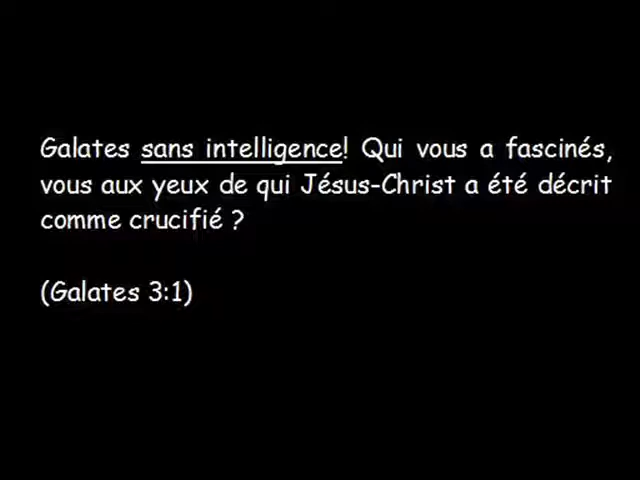 Galates sans intelligence! Qui vous a fascinés,
vous aux yeux de qui Jésus-Christ a été décrit
comme crucifié ?
(Galates 3:1)